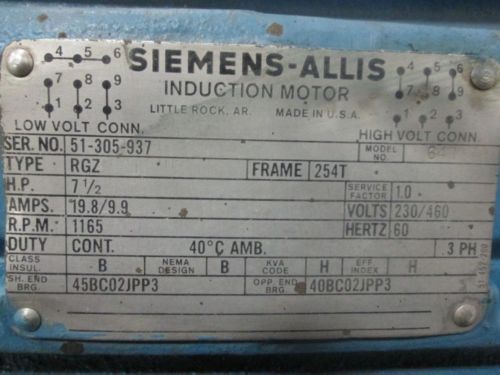 4 5 6
7 8 9
1 2 3
LOW VOLT CONN.
SIEMENS-ALLIS
INDUCTION MOTOR
LITTLE ROCK, AR. MADE IN U.S.A.
4 5 6
7 8 9
1 2 3
HIGH VOLT CONN.
SER. NO. 51-305-937 MODEL NO.
TYPE RGZ FRAME 254T
H.P. 7 1/2 SERVICE FACTOR 1.0
AMPS. 19.8/9.9 VOLTS 230/460
R.P.M. 1165 HERTZ 60
DUTY CONT. 40°C AMB. 3 PH
CLASS INSUL. B NEMA DESIGN B KVA CODE H EFF. INDEX H
SH. END BRG. 45BC02JPP3 OPP. END BRG. 40BC02JPP3